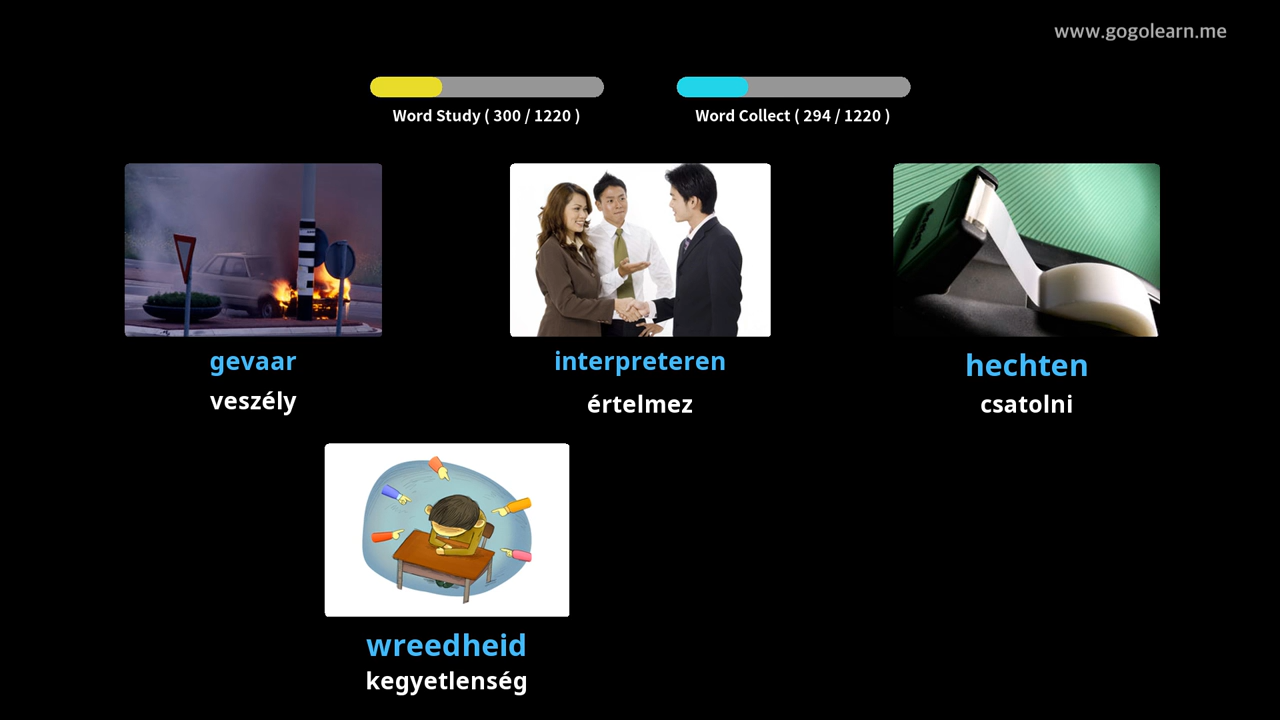 www.gogolearn.me
Word Study ( 300 / 1220 )
Word Collect ( 294 / 1220 )
gevaar
veszély
interpreteren
értelmez
hechten
csatolni
wreedheid
kegyetlenség